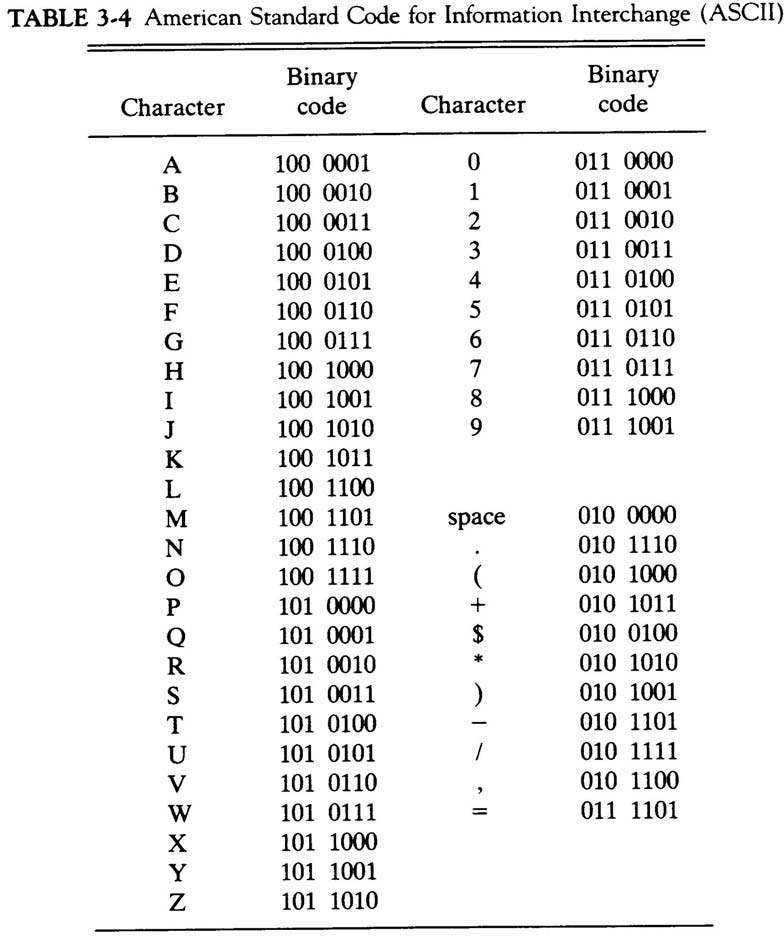 TABLE 3-4 American Standard Code for Information Interchange (ASCII)
Binary Binary
Character code Character code
A 100 0001 0 011 0000
B 100 0010 1 011 0001
C 100 0011 2 011 0010
D 100 0100 3 011 0011
E 100 0101 4 011 0100
F 100 0110 5 011 0101
G 100 0111 6 011 0110
H 100 1000 7 011 0111
I 100 1001 8 011 1000
J 100 1010 9 011 1001
K 100 1011
L 100 1100
M 100 1101 space 010 0000
N 100 1110 . 010 1110
O 100 1111 ( 010 1000
P 101 0000 + 010 1011
Q 101 0001 $ 010 0100
R 101 0010 * 010 1010
S 101 0011 ) 010 1001
T 101 0100 – 010 1101
U 101 0101 / 010 1111
V 101 0110 , 010 1100
W 101 0111 = 011 1101
X 101 1000
Y 101 1001
Z 101 1010